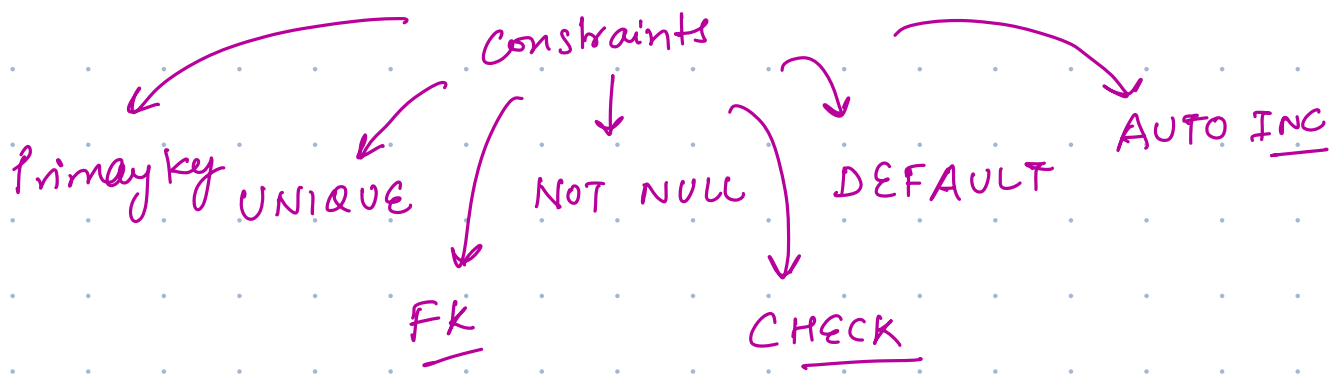 Constraints
Primay key
UNIQUE
NOT NULL
DEFAULT
AUTO INC
FK
CHECK